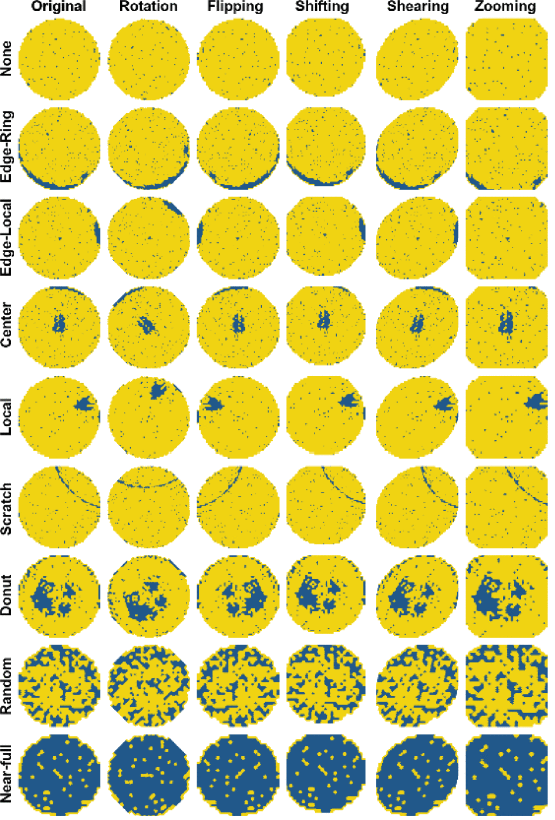 Original Rotation Flipping Shifting Shearing Zooming
None
Edge-Ring
Edge-Local
Center
Local
Scratch
Donut
Random
Near-full